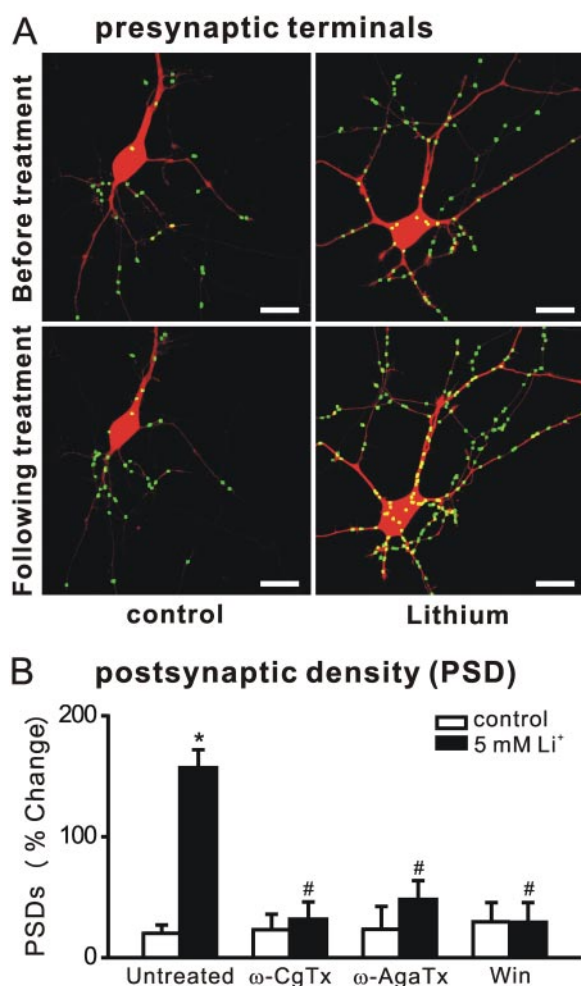 A presynaptic terminals
Before treatment
Following treatment
control Lithium
B postsynaptic density (PSD)
PSDs ( % Change)
200
100
0
control
5 mM Li⁺
*
# # #
Untreated ω-CgTx ω-AgaTx Win